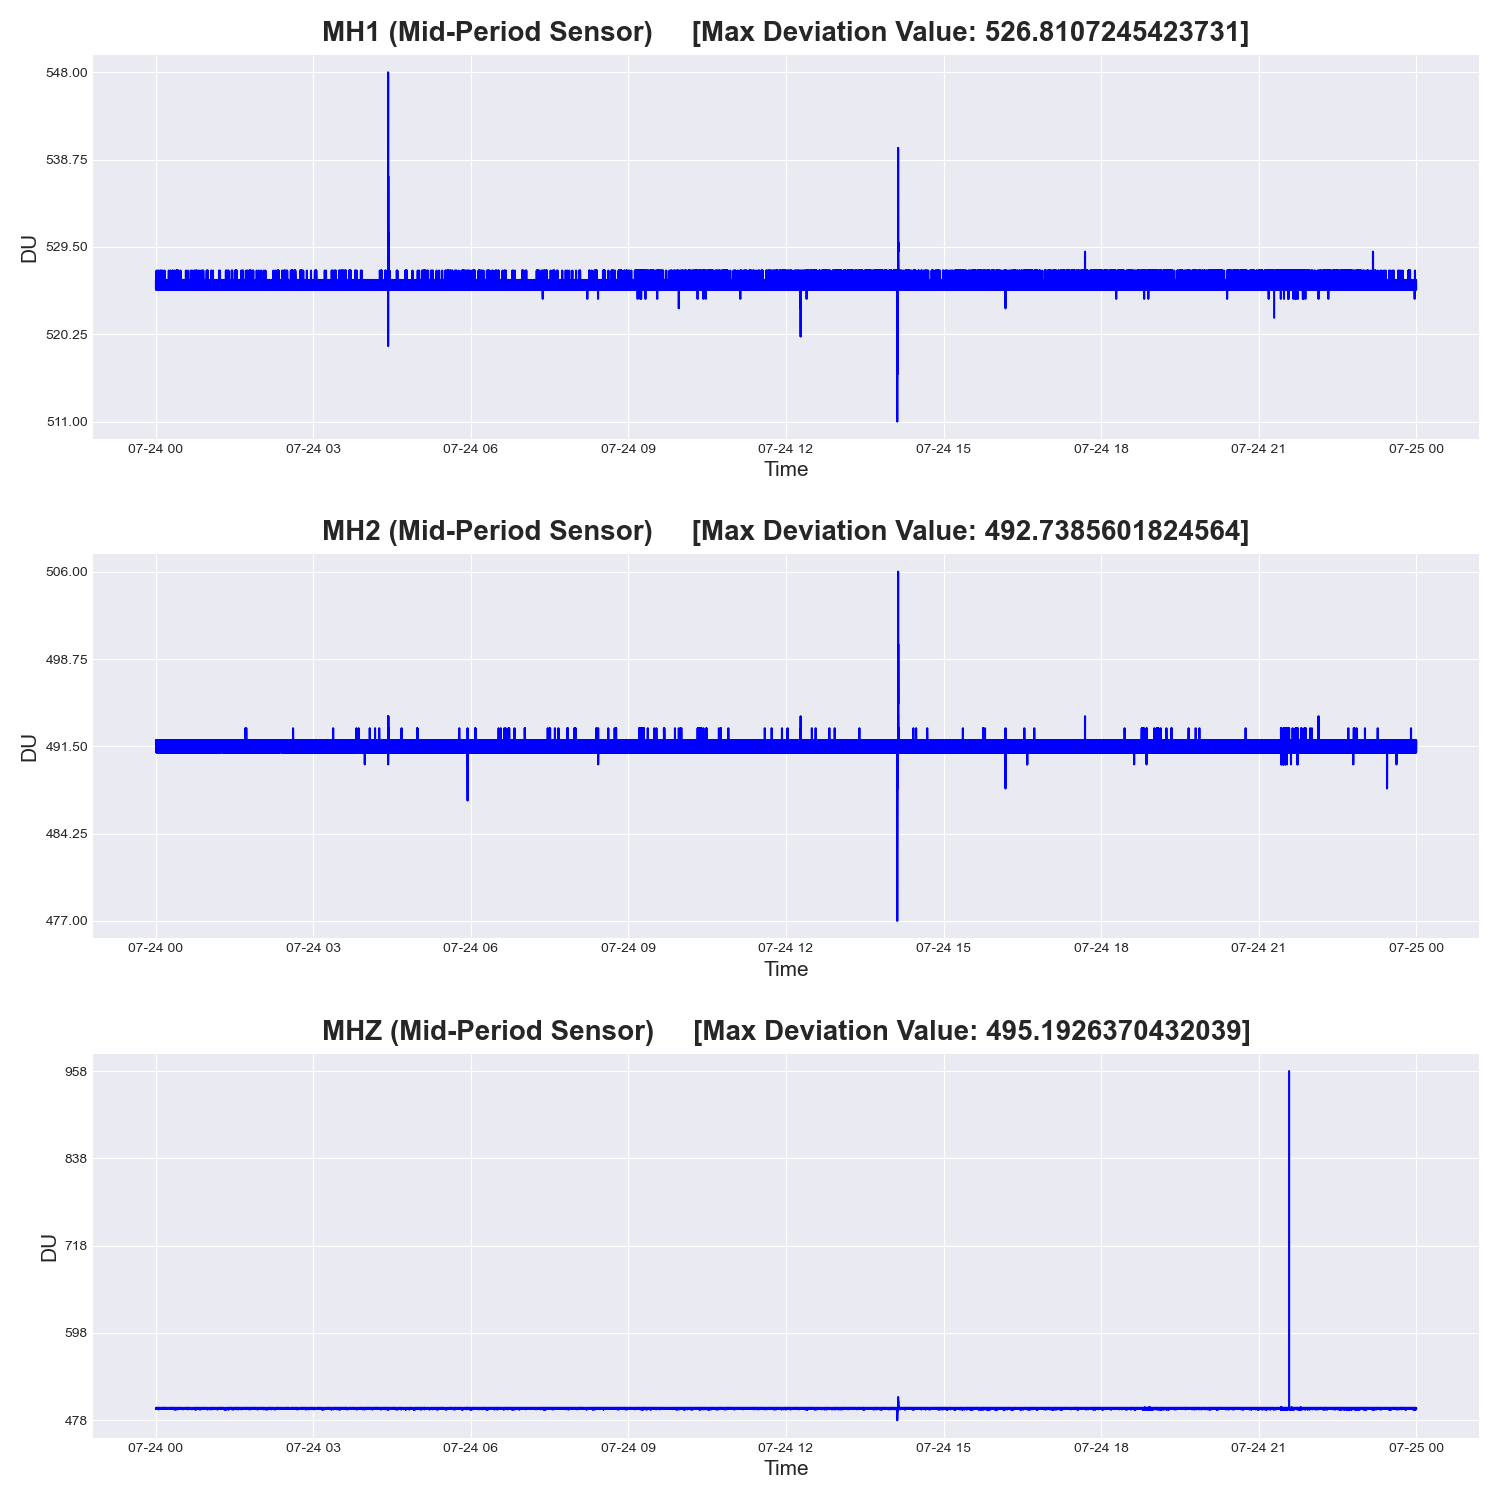 MH1 (Mid-Period Sensor) [Max Deviation Value: 526.8107245423731]
548.00
538.75
529.50
520.25
511.00
DU
07-24 00 07-24 03 07-24 06 07-24 09 07-24 12 07-24 15 07-24 18 07-24 21 07-25 00
Time
MH2 (Mid-Period Sensor) [Max Deviation Value: 492.7385601824564]
506.00
498.75
491.50
484.25
477.00
DU
07-24 00 07-24 03 07-24 06 07-24 09 07-24 12 07-24 15 07-24 18 07-24 21 07-25 00
Time
MHZ (Mid-Period Sensor) [Max Deviation Value: 495.1926370432039]
958
838
718
598
478
DU
07-24 00 07-24 03 07-24 06 07-24 09 07-24 12 07-24 15 07-24 18 07-24 21 07-25 00
Time